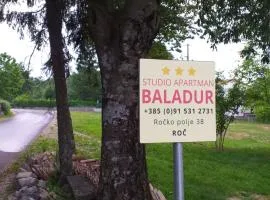 STUDIO APARTMAN
BALADUR
+385 (0)91 531 2731
Ročko polje 38
ROČ